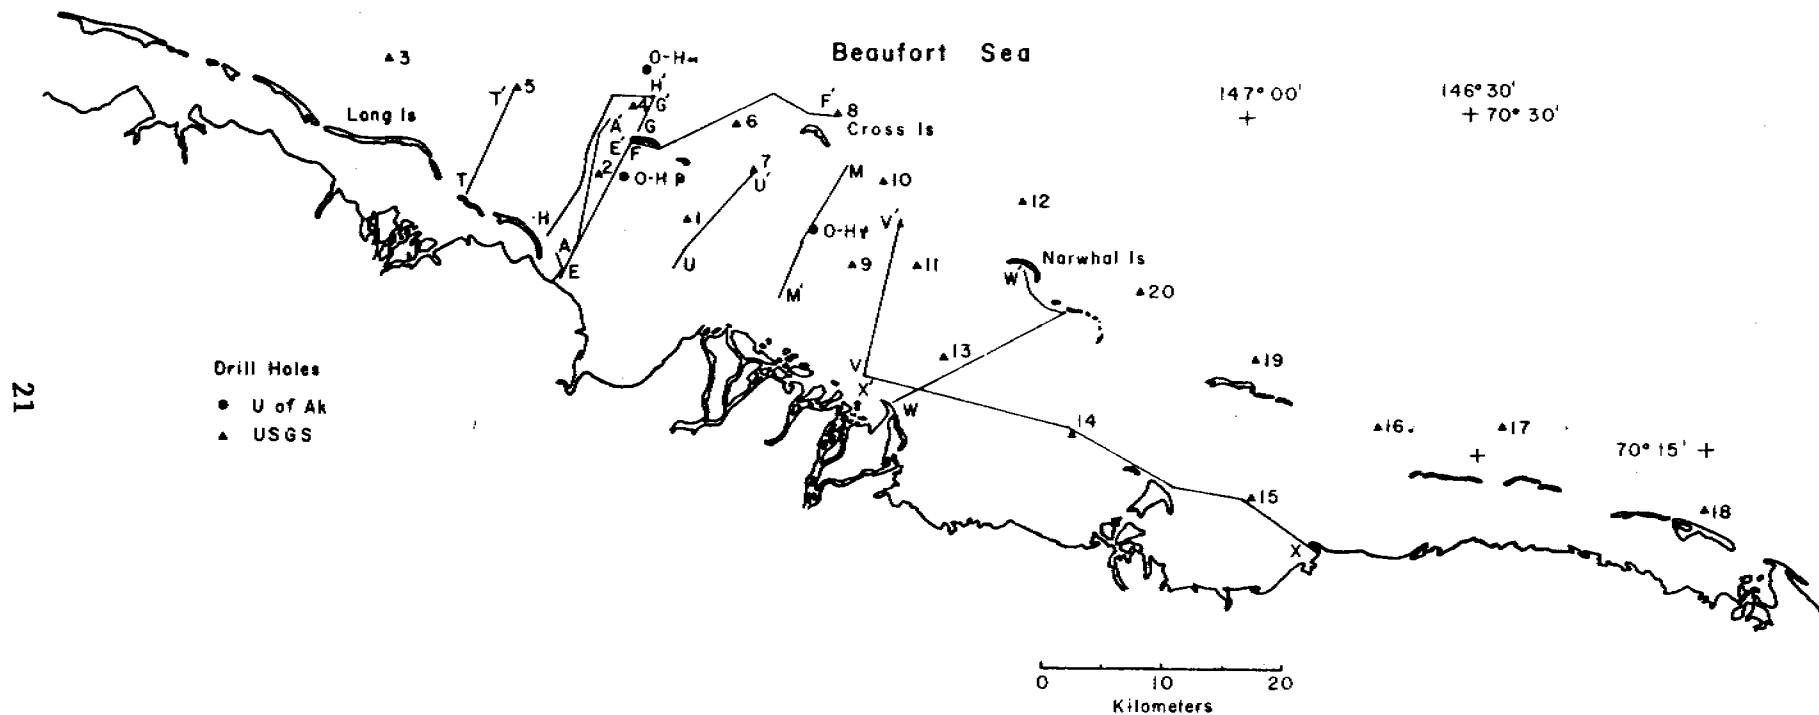 Beaufort Sea
3
O-H
H'
T'
5
147° 00'
146° 30'
4
G'
F'
8
+ 70° 30'
Long Is
A'
G
6
Cross Is
E'
F
7
2
O-H
U'
M
10
T
12
H
1
V'
O-H
A
E
U
9
11
Narwhal Is
W'
M'
20
13
V
19
Drill Holes
X'
U of Ak
W
14
16
17
USGS
70° 15' +
21
15
18
X
0 10 20
Kilometers